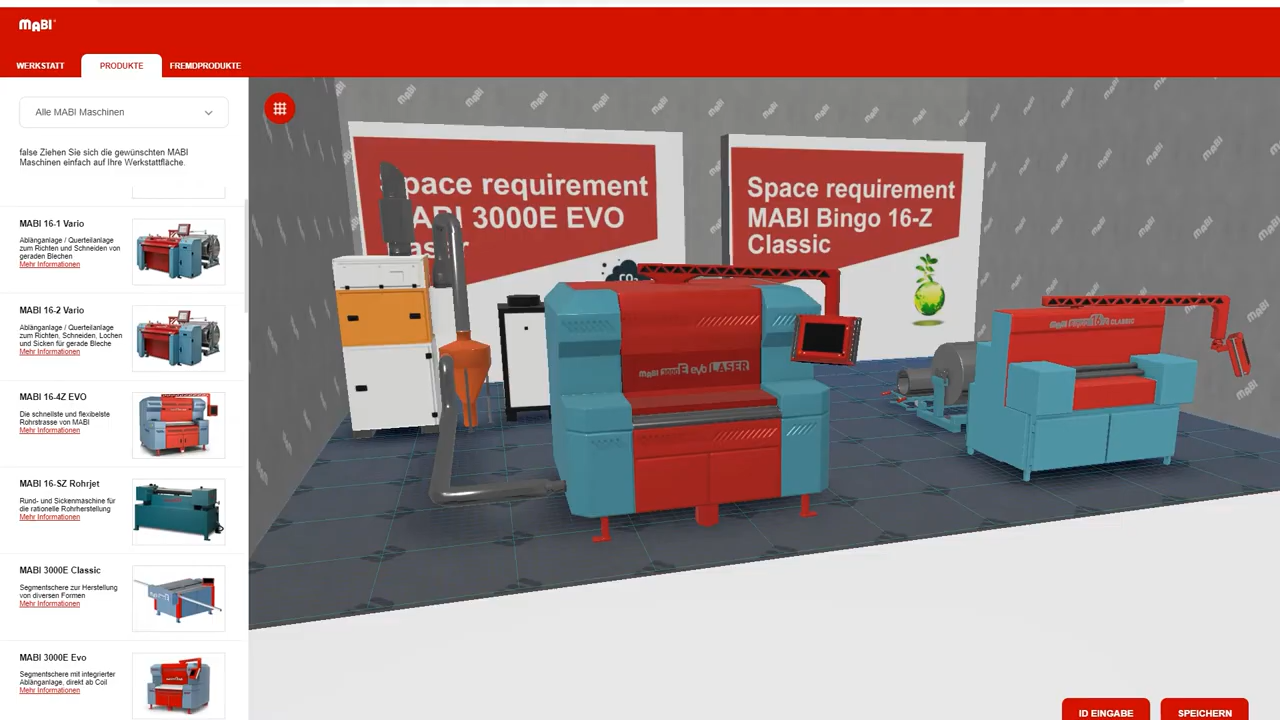 MABI
WERKSTATT
PRODUKTE
FREMDPRODUKTE
Alle MABI Maschinen
false Ziehen Sie sich die gewünschten MABI
Maschinen einfach auf Ihre Werkstattfläche.
MABI 16-1 Vario
Ablänganlage / Querteilanlage
zum Richten und Schneiden von
geraden Blechen
Mehr Informationen
MABI 16-2 Vario
Ablänganlage / Querteilanlage
zum Richten, Schneiden, Lochen
und Sicken für gerade Bleche
Mehr Informationen
MABI 16-4Z EVO
Die schnellste und flexibelste
Rohrstrasse von MABI
Mehr Informationen
MABI 16-SZ Rohrjet
Rund- und Sickenmaschine für
die rationelle Rohrherstellung
Mehr Informationen
MABI 3000E Classic
Segmentschere zur Herstellung
von diversen Formen
Mehr Informationen
MABI 3000E Evo
Segmentschere mit integrierter
Ablänganlage, direkt ab Coil
Mehr Informationen
Space requirement
MABI 3000E EVO
Laser
Space requirement
MABI Bingo 16-Z
Classic
CO₂
MABI 3000E evo LASER
CLASSIC
ID EINGABE
SPEICHERN